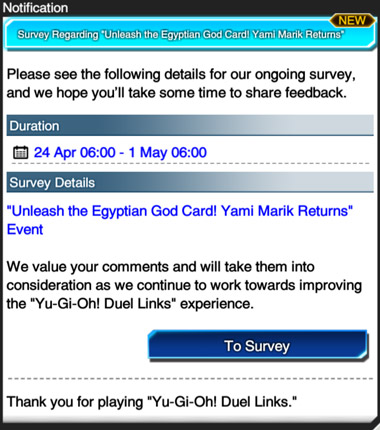 Notification
NEW
Survey Regarding "Unleash the Egyptian God Card! Yami Marik Returns"
Please see the following details for our ongoing survey,
and we hope you'll take some time to share feedback.
Duration
24 Apr 06:00 - 1 May 06:00
Survey Details
"Unleash the Egyptian God Card! Yami Marik Returns"
Event
We value your comments and will take them into
consideration as we continue to work towards improving
the "Yu-Gi-Oh! Duel Links" experience.
To Survey
Thank you for playing "Yu-Gi-Oh! Duel Links."